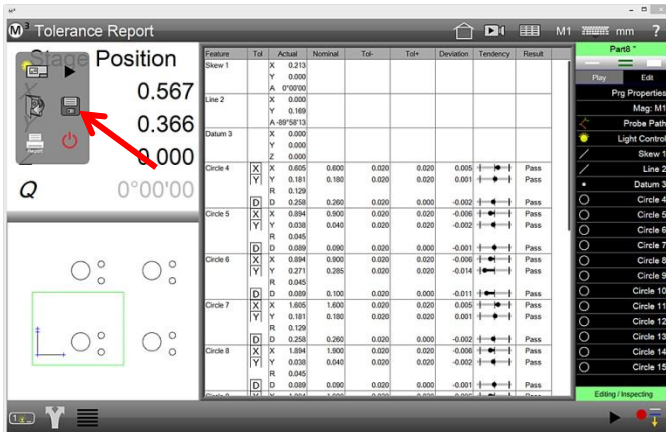 M³
M³ Tolerance Report M1 mm ?
Stage Position
X 0.567
0.366
Z 0.000
Q 0°00'00
Report
Feature Tol Actual Nominal Tol- Tol+ Deviation Tendency Result
Skew 1 X 0.213
Y 0.000
A 0°00'00
Line 2 X 0.000
Y 0.169
A -89°58'13
Datum 3 X 0.000
Y 0.000
Z 0.000
Circle 4 X X 0.605 0.600 0.020 0.020 0.005 Pass
Y Y 0.181 0.180 0.020 0.020 0.001 Pass
R 0.129
D D 0.258 0.260 0.020 0.000 -0.002 Pass
Circle 5 X X 0.894 0.900 0.020 0.020 -0.006 Pass
Y Y 0.038 0.040 0.020 0.020 -0.002 Pass
R 0.045
D D 0.089 0.090 0.020 0.000 -0.001 Pass
Circle 6 X X 0.894 0.900 0.020 0.020 -0.006 Pass
Y Y 0.271 0.285 0.020 0.020 -0.014 Pass
R 0.045
D D 0.089 0.100 0.020 0.000 -0.011 Pass
Circle 7 X X 1.605 1.600 0.020 0.020 0.005 Pass
Y Y 0.181 0.180 0.020 0.020 0.001 Pass
R 0.129
D D 0.258 0.260 0.020 0.000 -0.002 Pass
Circle 8 X X 1.894 1.900 0.020 0.020 -0.006 Pass
Y Y 0.038 0.040 0.020 0.020 -0.002 Pass
R 0.045
D D 0.089 0.090 0.020 0.000 -0.001 Pass
Part8 *
Play Edit
Prg Properties
Mag: M1
Probe Path
Light Control
Skew 1
Line 2
Datum 3
Circle 4
Circle 5
Circle 6
Circle 7
Circle 8
Circle 9
Circle 10
Circle 11
Circle 12
Circle 13
Circle 14
Circle 15
Editing / Inspecting